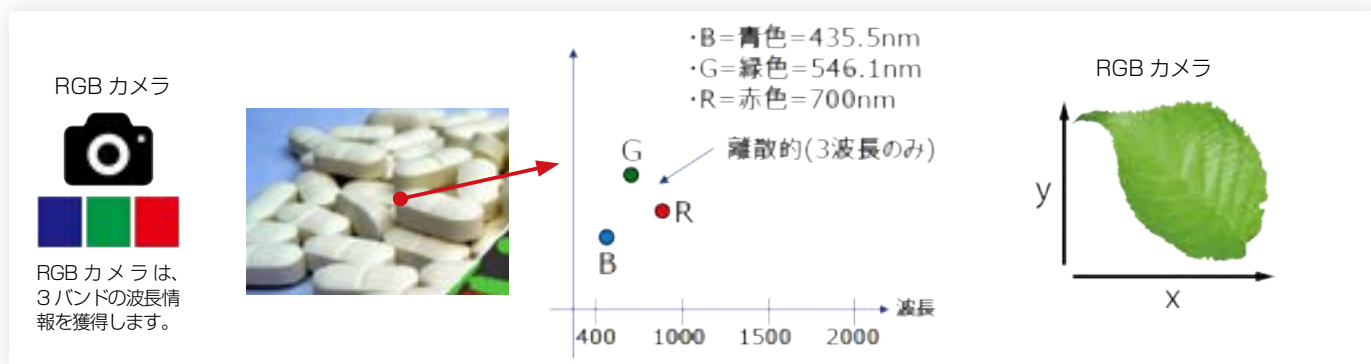 RGB カメラ
RGB カメラは、
3 バンドの波長情
報を獲得します。
・B=青色=435.5nm
・G=緑色=546.1nm
・R=赤色=700nm
離散的(3波長のみ)
G
R
B
波長
400 1000 1500 2000
RGB カメラ
y
x